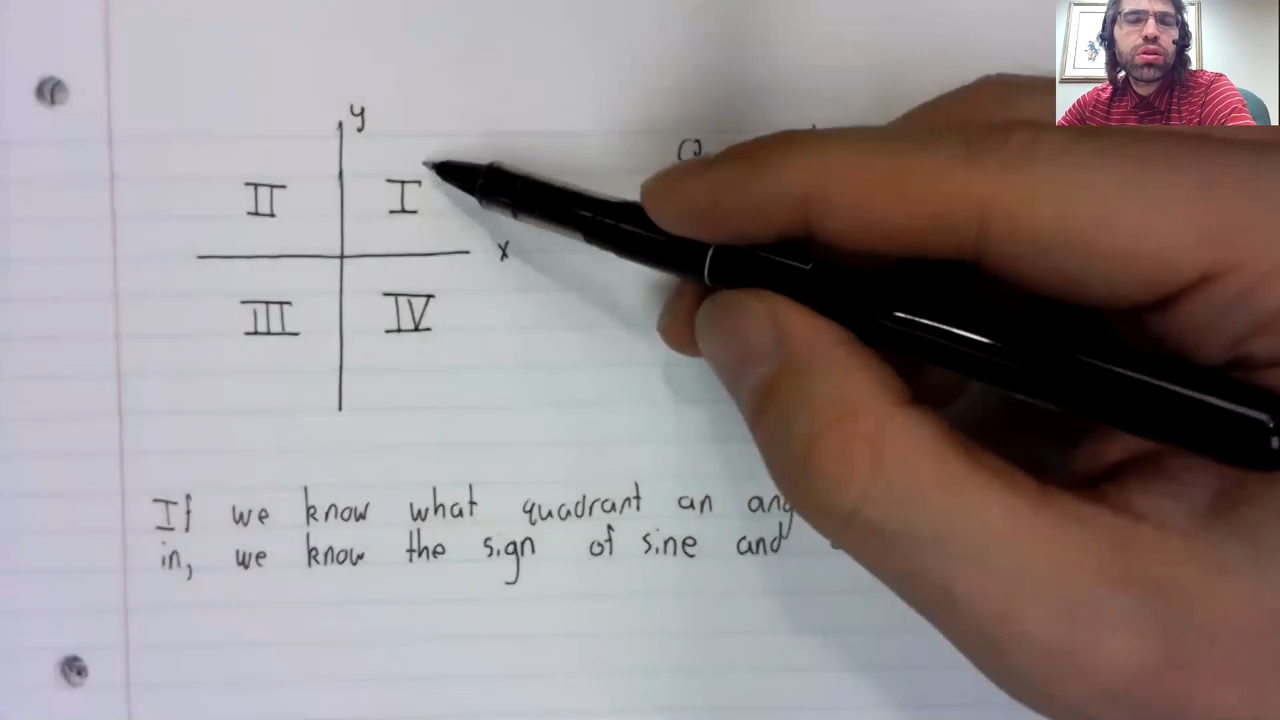 y
II I
x
III IV
If we know what quadrant an
in, we know the sign of sine and